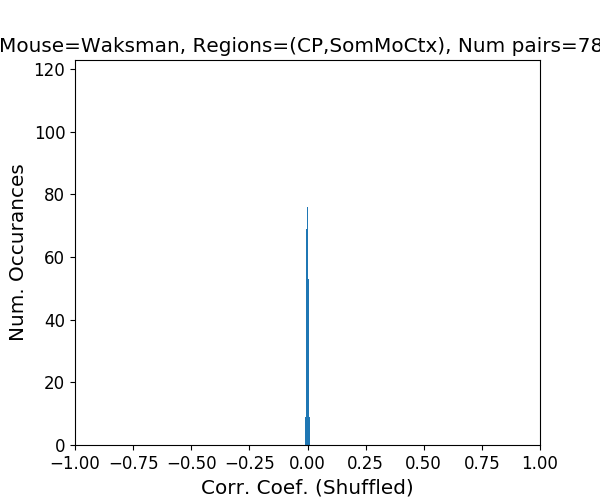 Mouse=Waksman, Regions=(CP,SomMoCtx), Num pairs=78
120
100
80
60
40
20
0
Num. Occurances
−1.00 −0.75 −0.50 −0.25 0.00 0.25 0.50 0.75 1.00
Corr. Coef. (Shuffled)